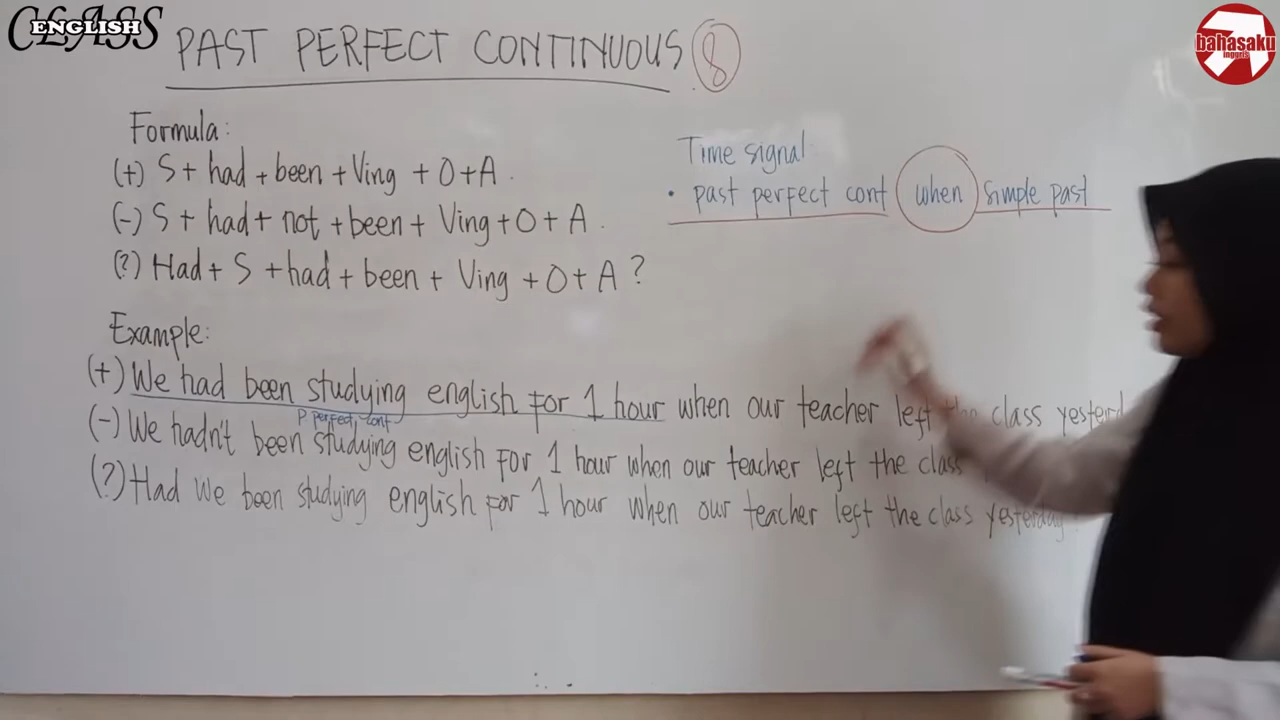 CLASS
ENGLISH
bahasaku
inggris
PAST PERFECT CONTINUOUS 8
Formula:
(+) S + had + been + Ving + O + A .
(-) S + had + not + been + Ving + O + A .
(?) Had + S + had + been + Ving + O + A ?
Time signal
• past perfect cont when simple past
Example:
(+) We had been studying english for 1 hour when our teacher left the class
P perfect cont
(-) We hadn't been studying english for 1 hour when our teacher left the class
(?) Had we been studying english for 1 hour when our teacher left the class yesterday